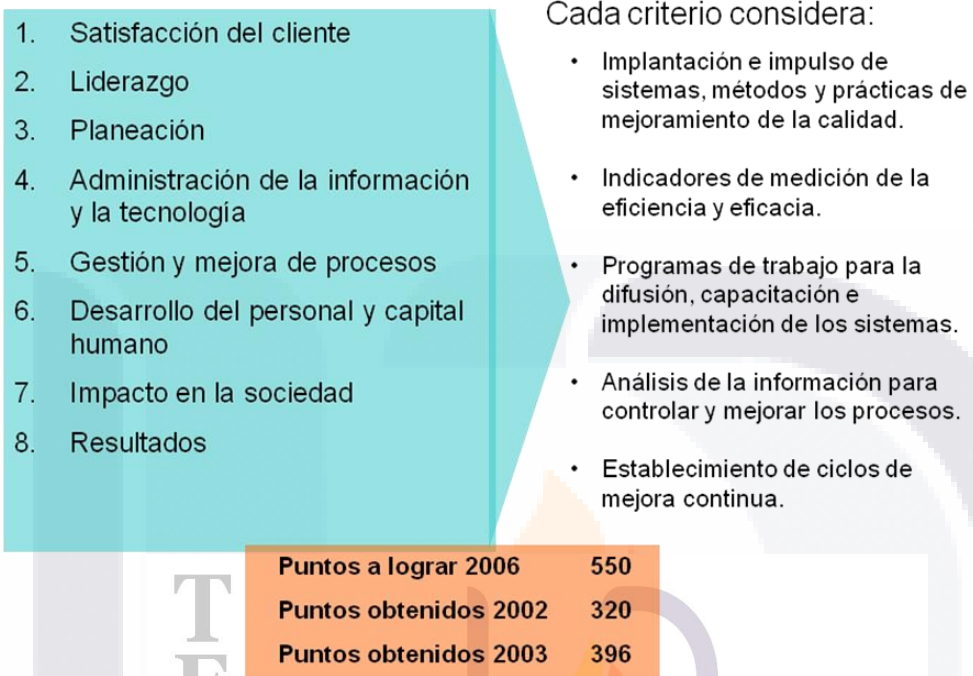 1. Satisfacción del cliente
2. Liderazgo
3. Planeación
4. Administración de la información
y la tecnología
5. Gestión y mejora de procesos
6. Desarrollo del personal y capital
humano
7. Impacto en la sociedad
8. Resultados
Cada criterio considera:
• Implantación e impulso de
sistemas, métodos y prácticas de
mejoramiento de la calidad.
• Indicadores de medición de la
eficiencia y eficacia.
• Programas de trabajo para la
difusión, capacitación e
implementación de los sistemas.
• Análisis de la información para
controlar y mejorar los procesos.
• Establecimiento de ciclos de
mejora continua.
Puntos a lograr 2006 550
Puntos obtenidos 2002 320
Puntos obtenidos 2003 396
T